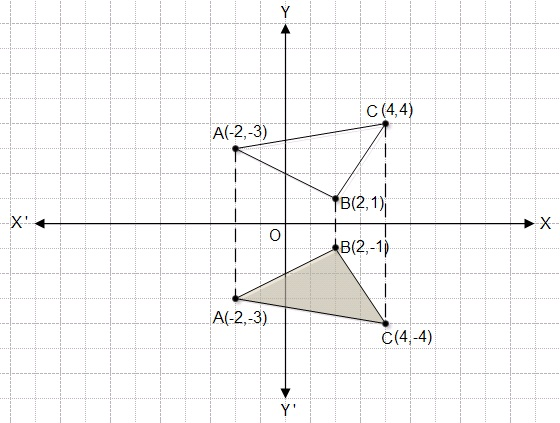 Y
C (4,4)
A(-2,-3)
B(2,1)
X' O X
B(2,-1)
A(-2,-3)
C(4,-4)
Y'